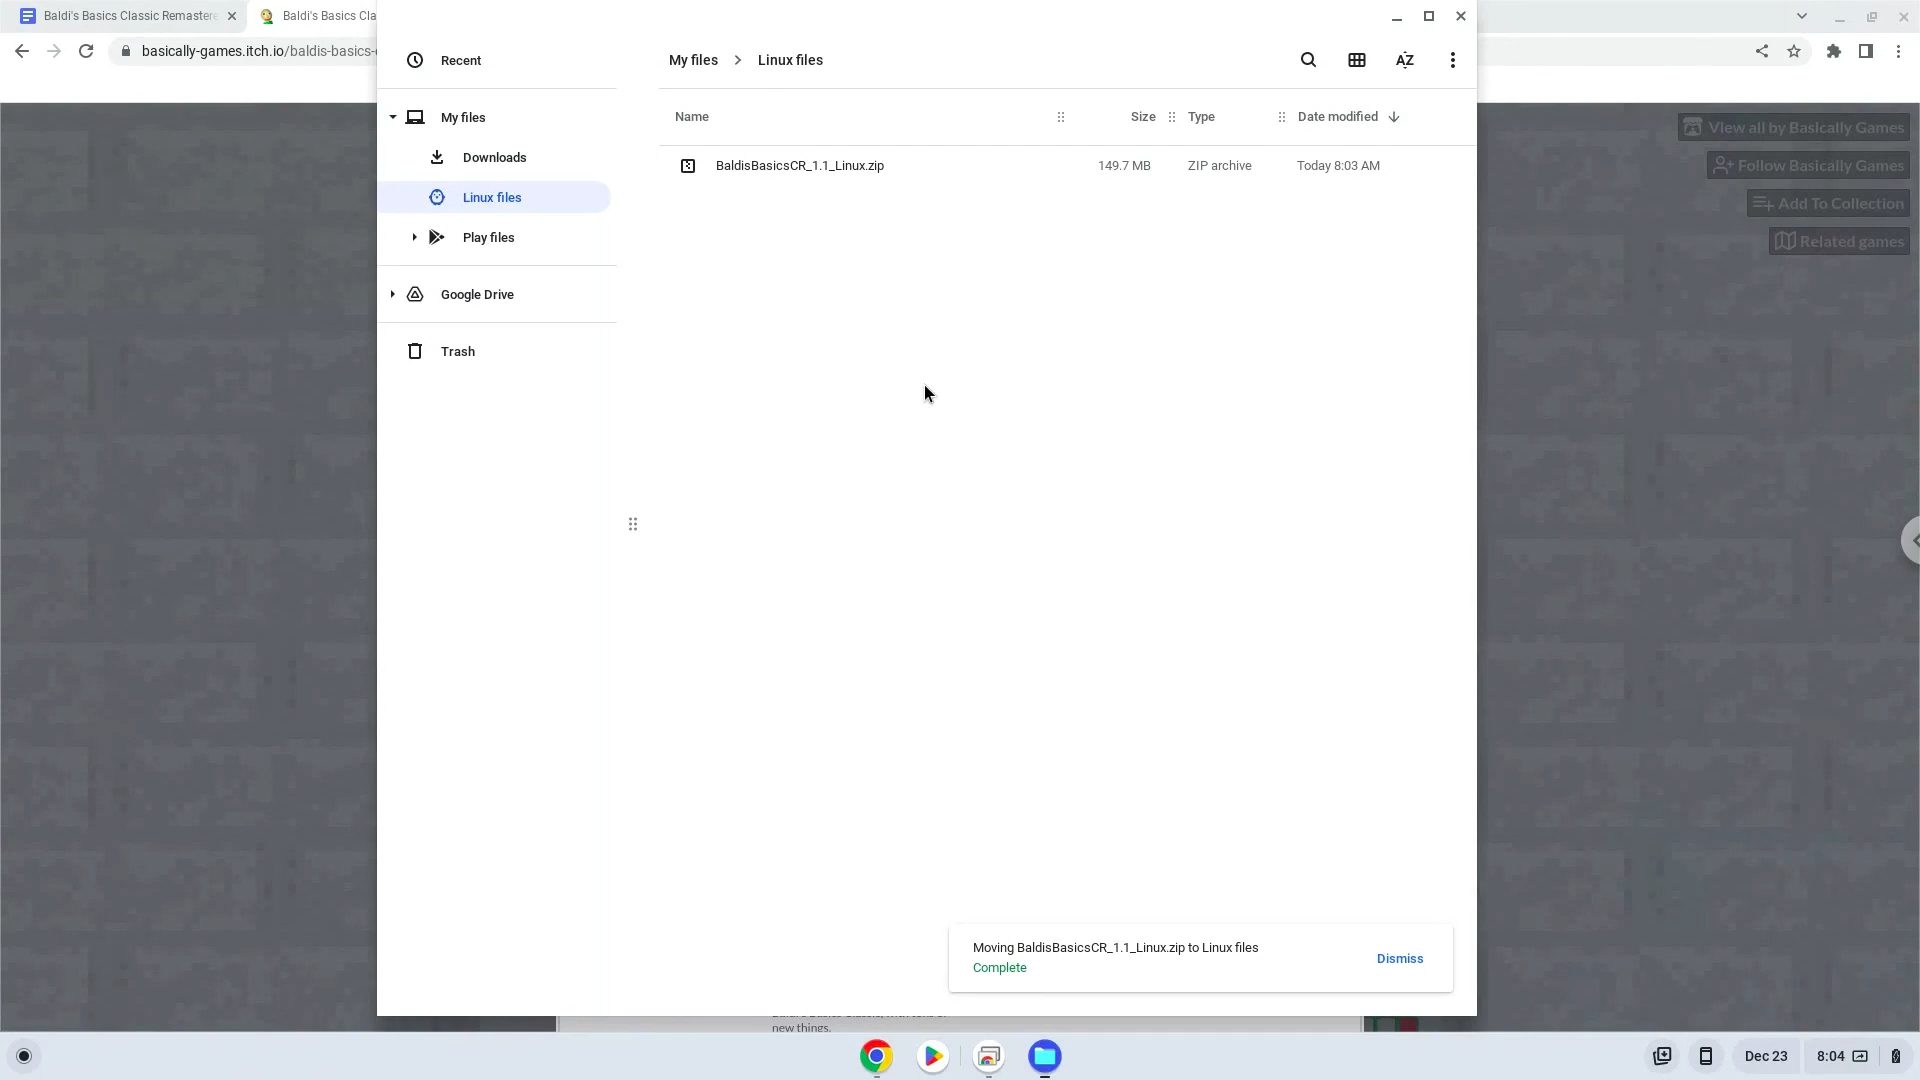 Baldi's Basics Classic Remastere
Baldi's Basics Cla
basically-games.itch.io/baldis-basics-
Recent
My files
Downloads
Linux files
Play files
Google Drive
Trash
My files > Linux files
AZ
Name Size Type Date modified
BaldisBasicsCR_1.1_Linux.zip 149.7 MB ZIP archive Today 8:03 AM
View all by Basically Games
Follow Basically Games
Add To Collection
Related games
Moving BaldisBasicsCR_1.1_Linux.zip to Linux files
Complete
Dismiss
new things.
Dec 23 8:04